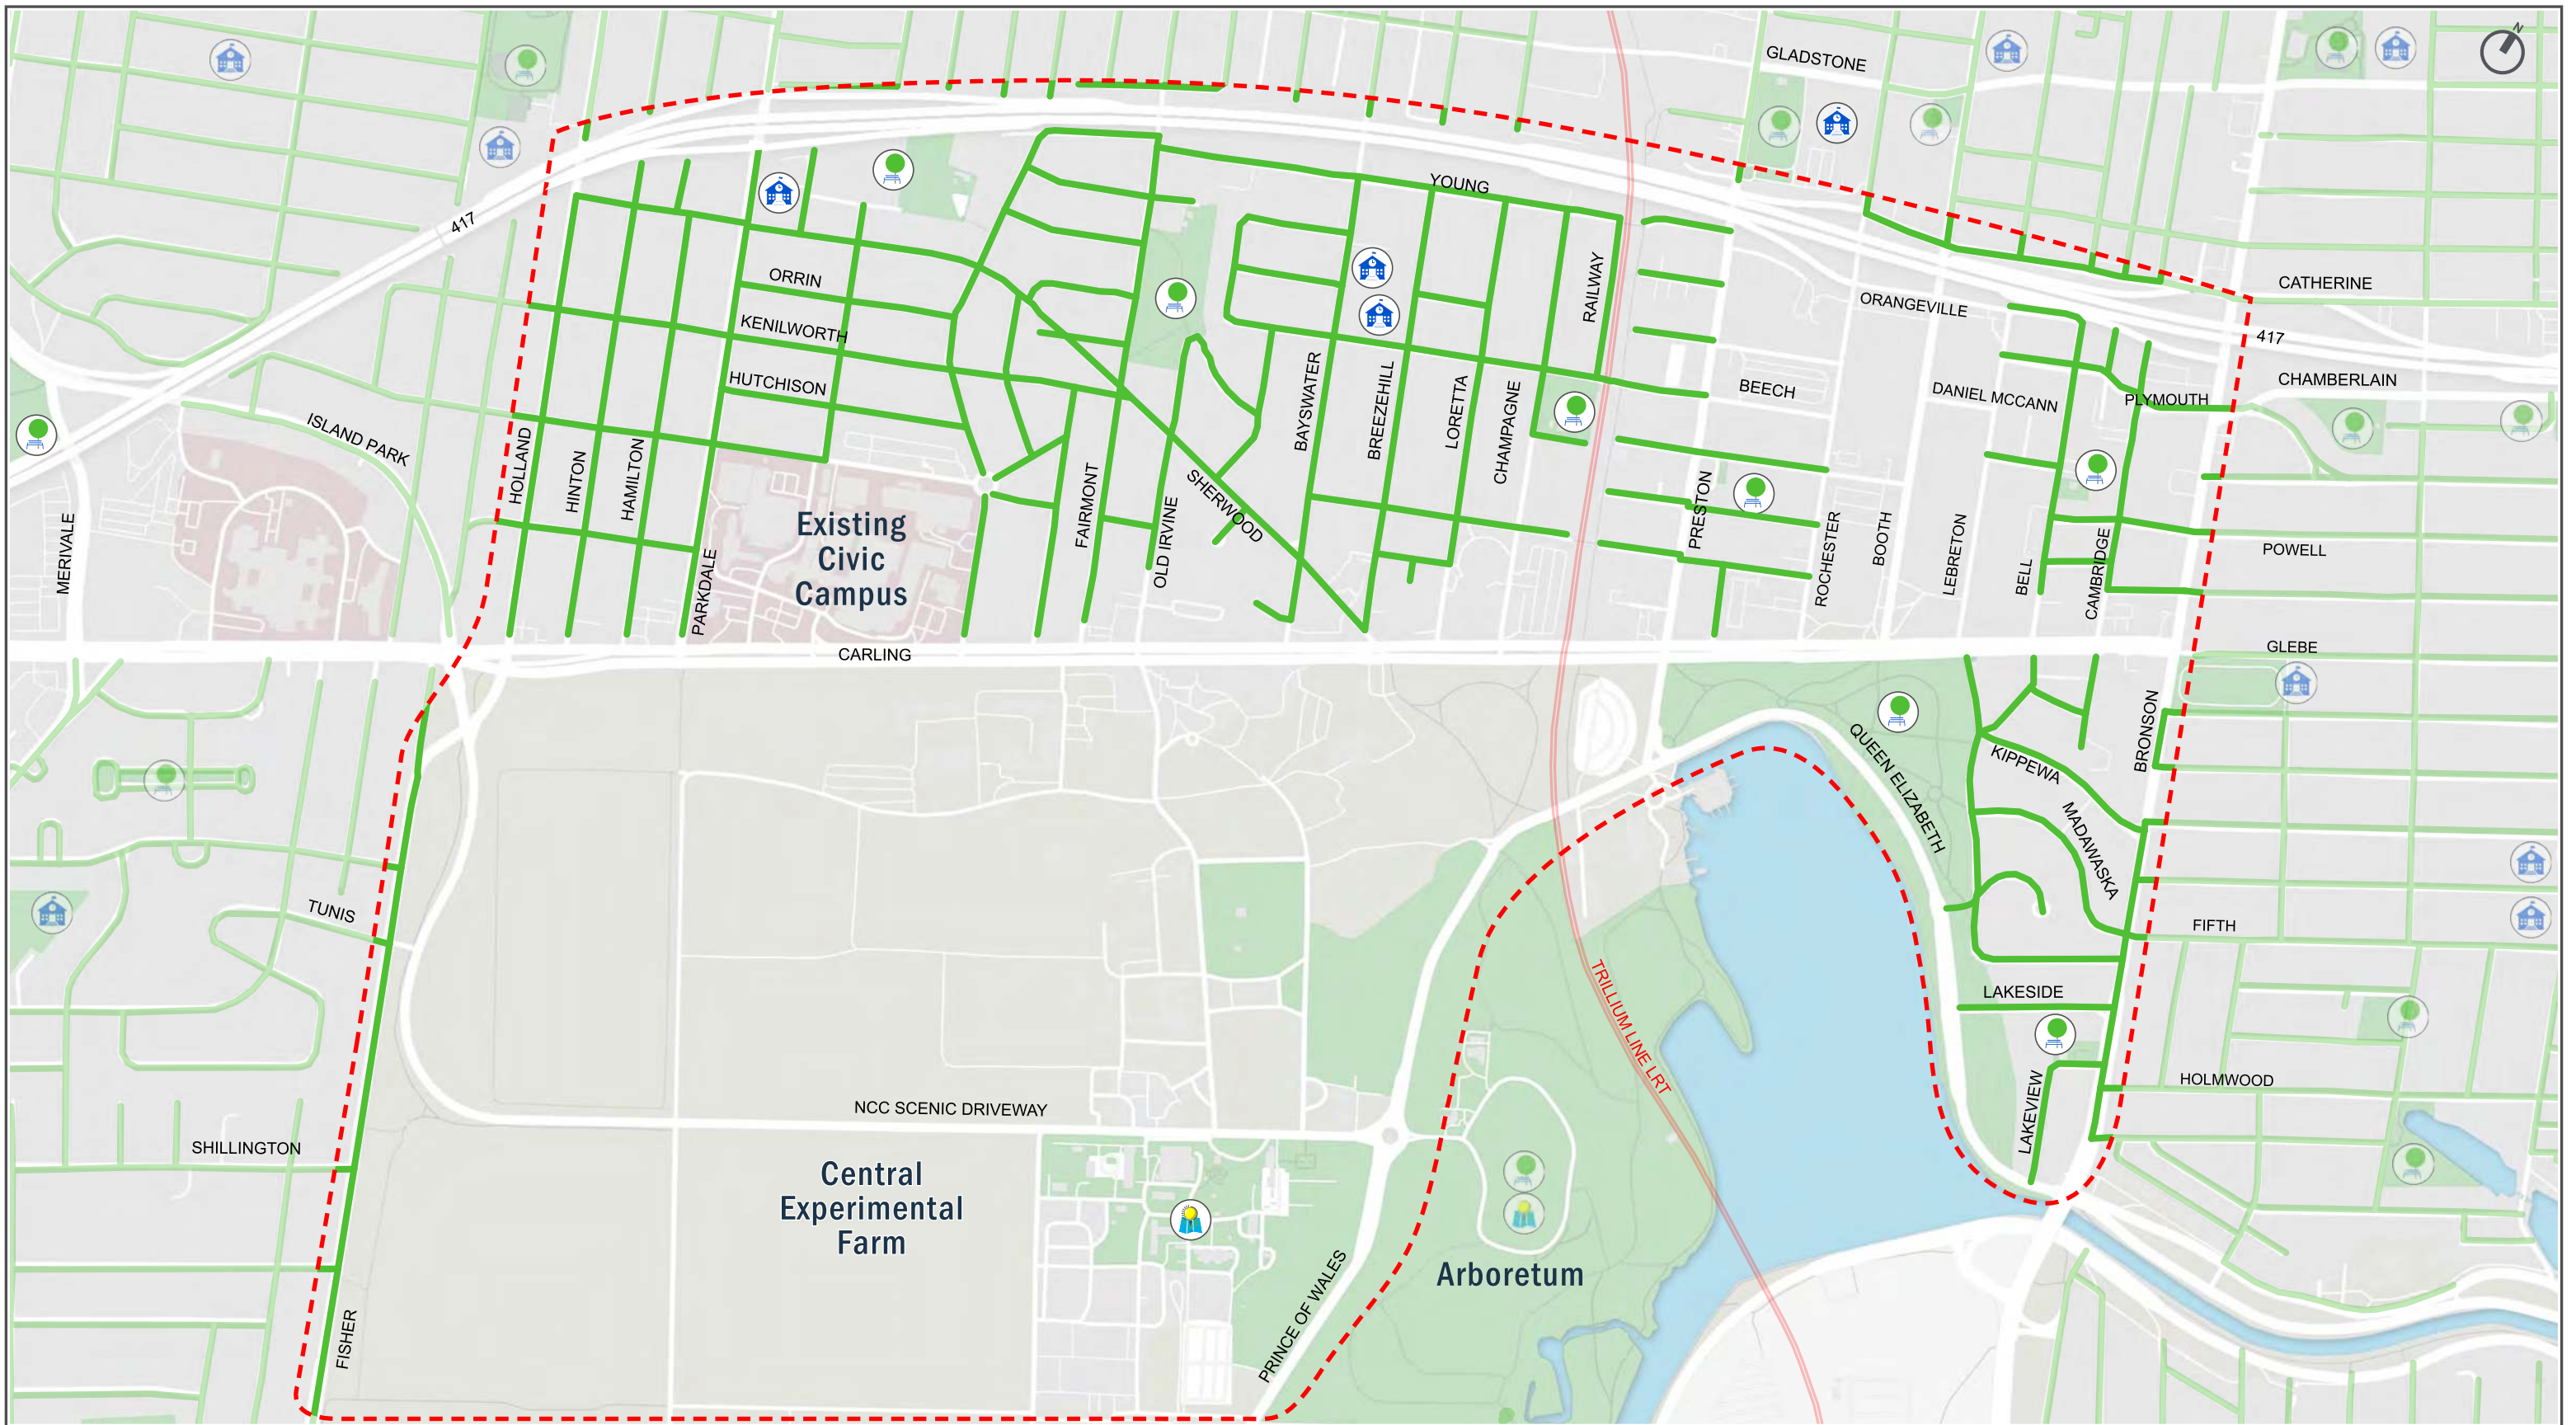 N
GLADSTONE
417
YOUNG
ORRIN
KENILWORTH
HUTCHISON
RAILWAY
ORANGEVILLE
CATHERINE
417
CHAMBERLAIN
BEECH
DANIEL MCCANN
PLYMOUTH
ISLAND PARK
HOLLAND
HINTON
HAMILTON
PARKDALE
MERIVALE
Existing
Civic
Campus
FAIRMONT
OLD IRVINE
SHERWOOD
BAYSWATER
BREEZEHILL
LORETTA
CHAMPAGNE
PRESTON
ROCHESTER
BOOTH
LEBRETON
BELL
CAMBRIDGE
POWELL
GLEBE
CARLING
QUEEN ELIZABETH
KIPPEWA
MADAWASKA
BRONSON
TUNIS
FIFTH
LAKESIDE
TRILLIUM LINE LRT
LAKEVIEW
HOLMWOOD
NCC SCENIC DRIVEWAY
SHILLINGTON
Central
Experimental
Farm
Arboretum
PRINCE OF WALES
FISHER